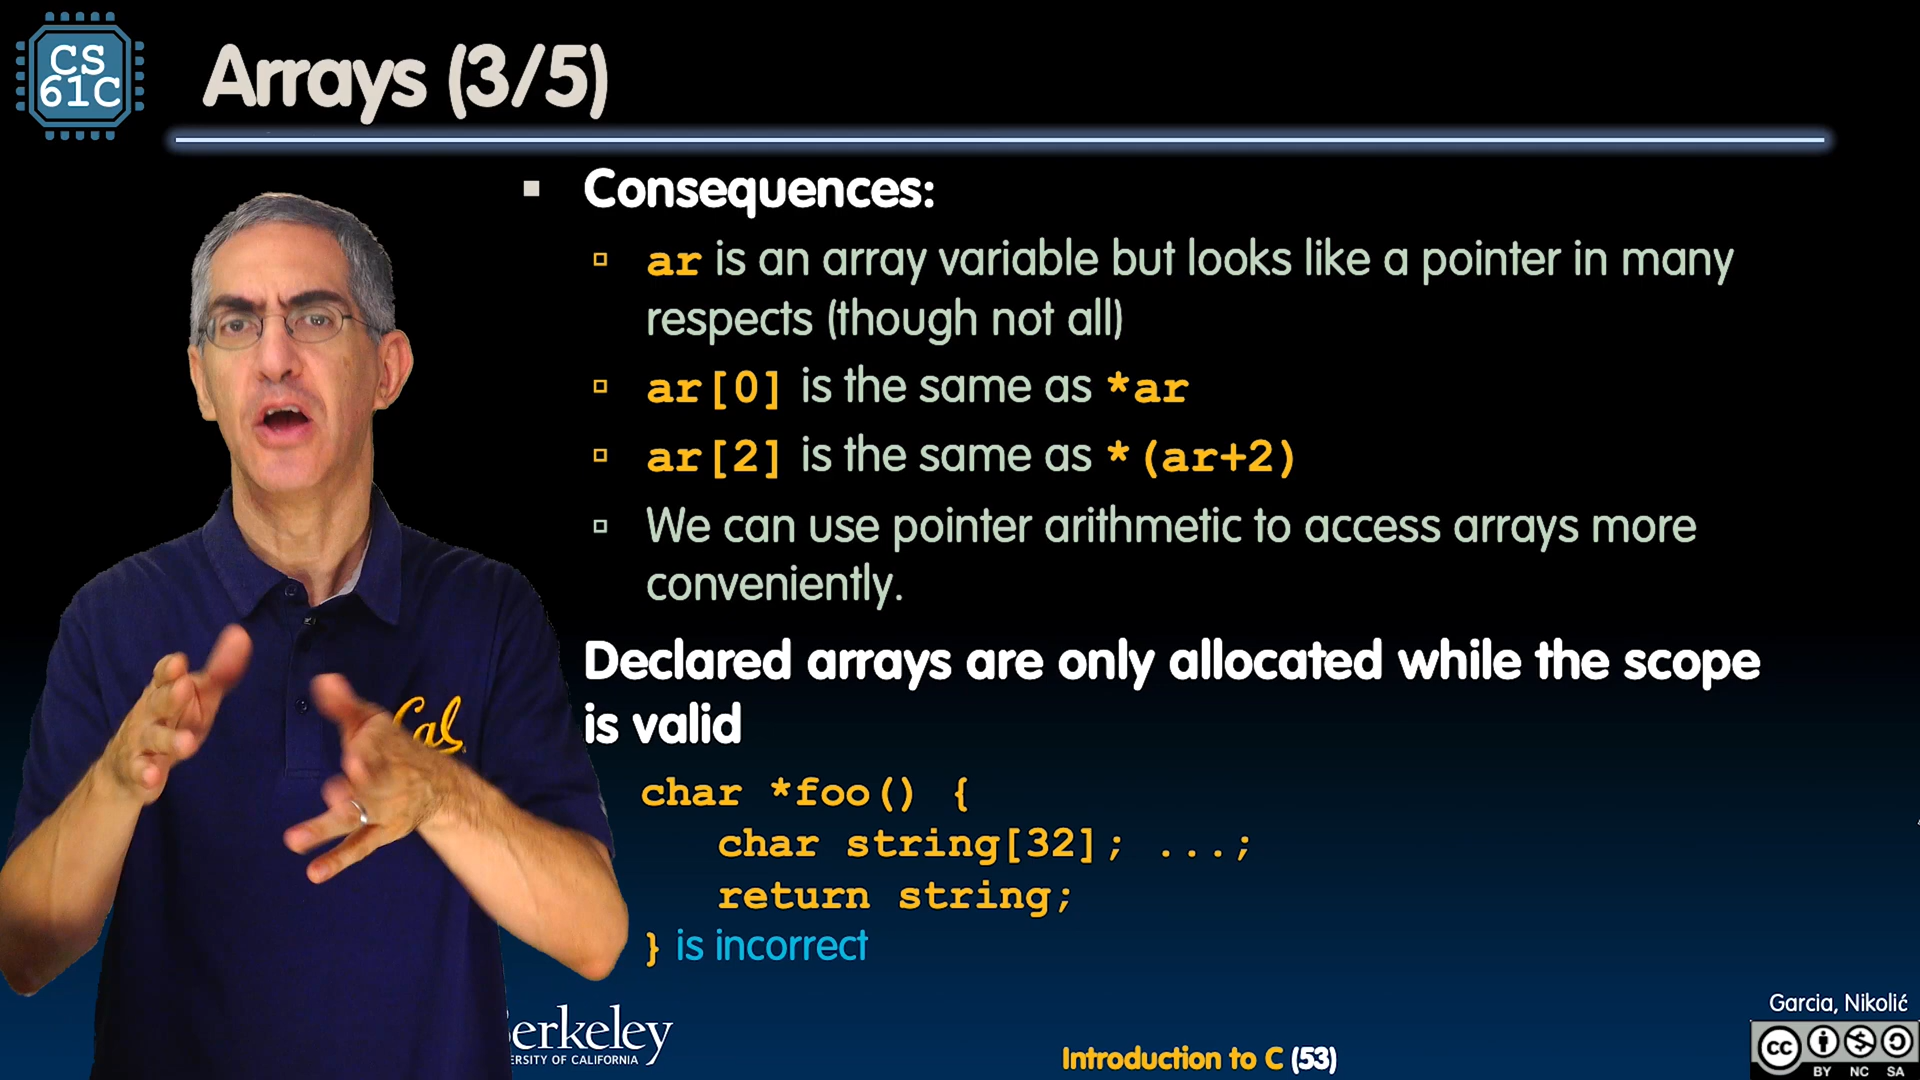 CS
61C
Arrays (3/5)
Consequences:
ar is an array variable but looks like a pointer in many
respects (though not all)
ar[0] is the same as *ar
ar[2] is the same as *(ar+2)
We can use pointer arithmetic to access arrays more
conveniently.
Declared arrays are only allocated while the scope
is valid
char *foo() {
char string[32]; ...;
return string;
} is incorrect
Cal
erkeley
ERSITY OF CALIFORNIA
Introduction to C (53)
Garcia, Nikolić
cc
BY NC SA